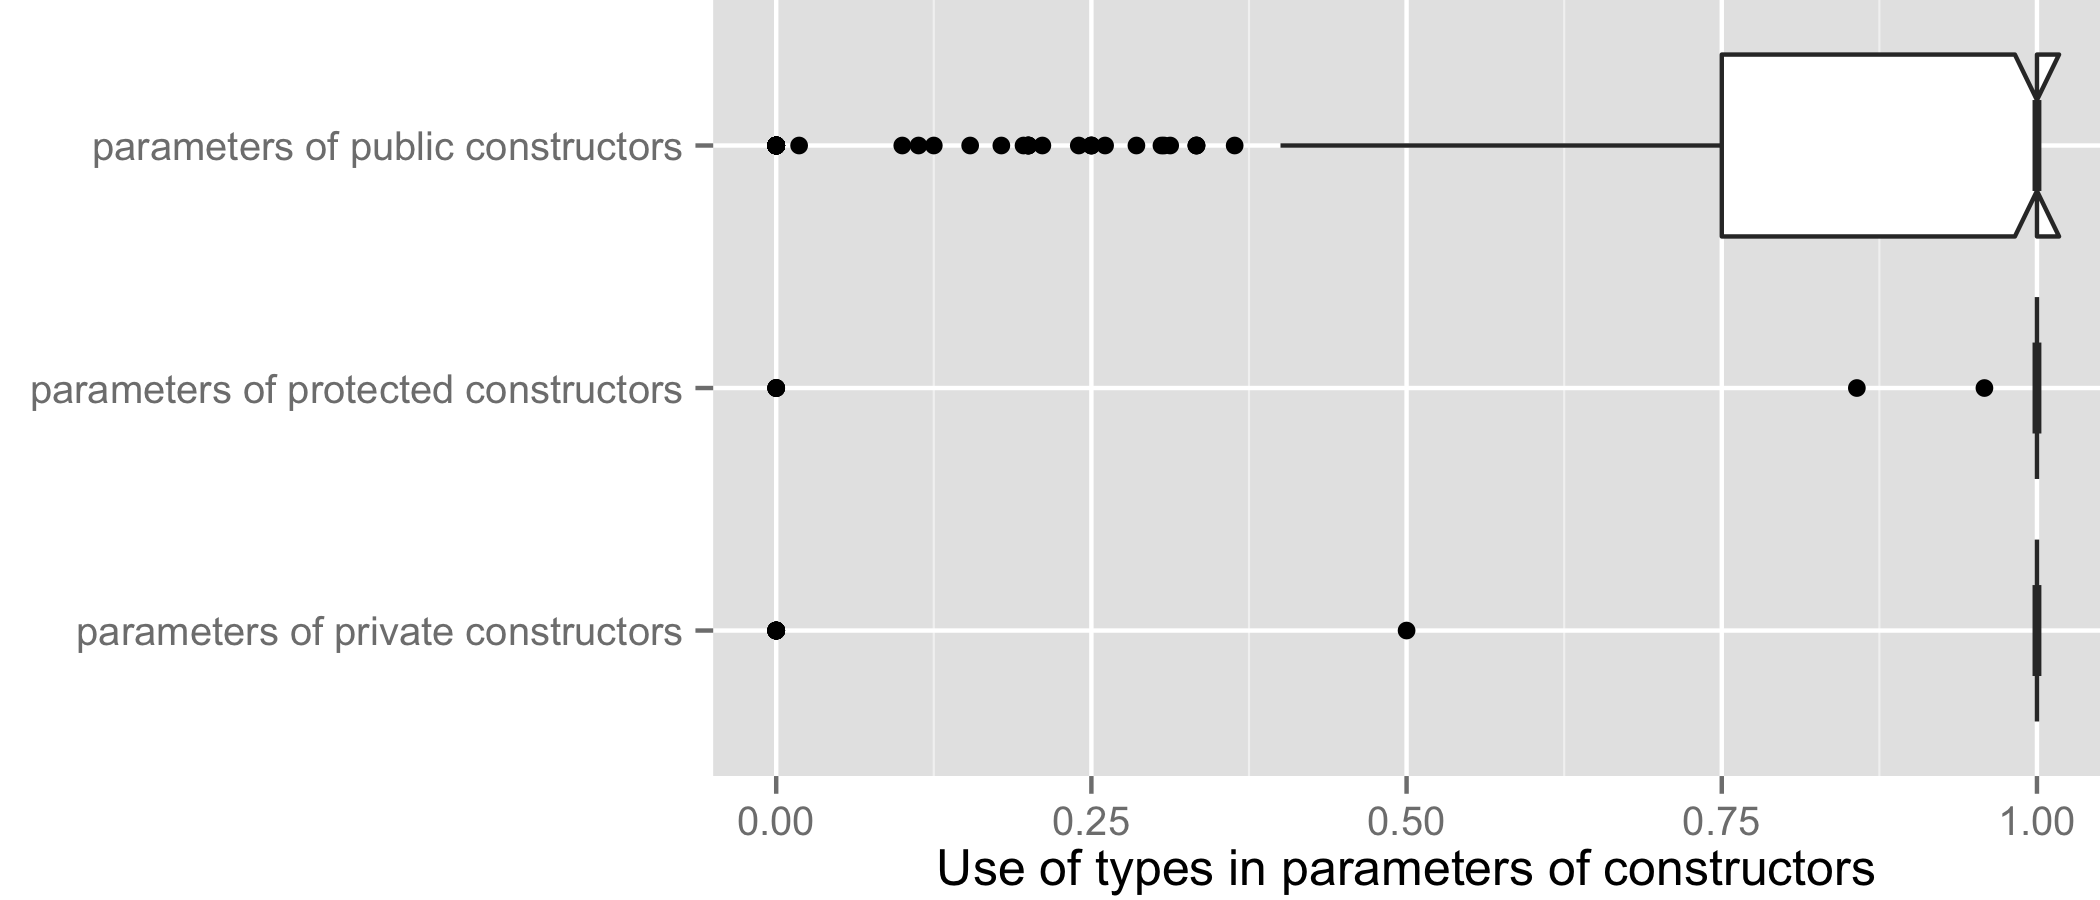 parameters of public constructors
parameters of protected constructors
parameters of private constructors
0.00 0.25 0.50 0.75 1.00
Use of types in parameters of constructors